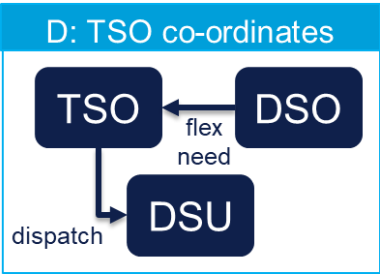 D: TSO co-ordinates
TSO
DSO
flex
need
DSU
dispatch